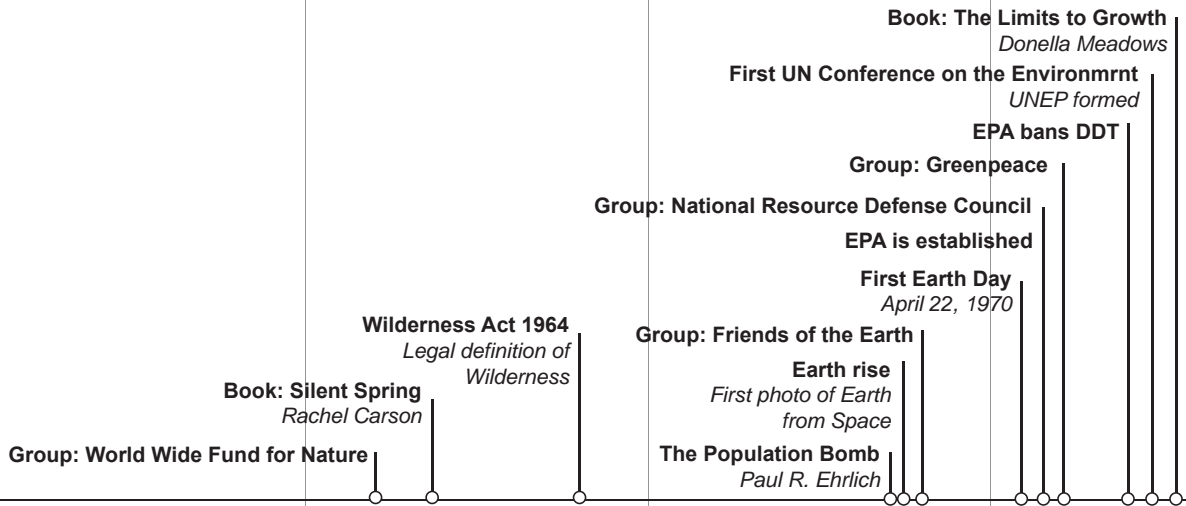 Book: The Limits to Growth
Donella Meadows
First UN Conference on the Environmrnt
UNEP formed
EPA bans DDT
Group: Greenpeace
Group: National Resource Defense Council
EPA is established
First Earth Day
April 22, 1970
Wilderness Act 1964
Legal definition of
Wilderness
Group: Friends of the Earth
Earth rise
First photo of Earth
from Space
Book: Silent Spring
Rachel Carson
Group: World Wide Fund for Nature
The Population Bomb
Paul R. Ehrlich